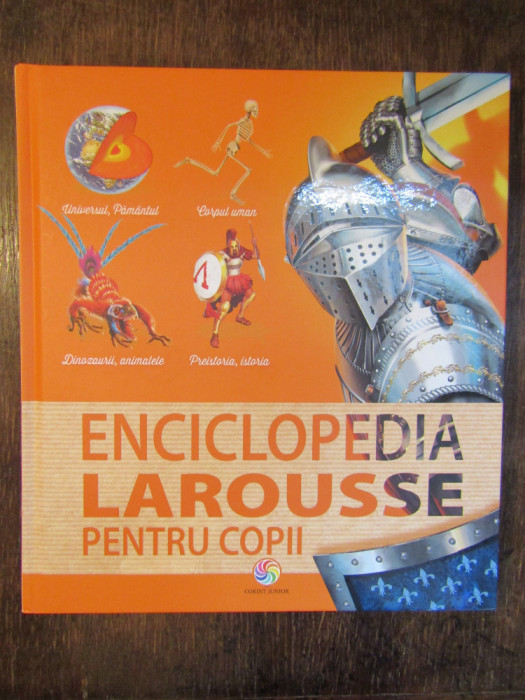 Universul, Pământul
Corpul uman
Dinozaurii, animalele
Preistoria, istoria
ENCICLOPEDIA
LAROUSSE
PENTRU COPII
CORINT JUNIOR